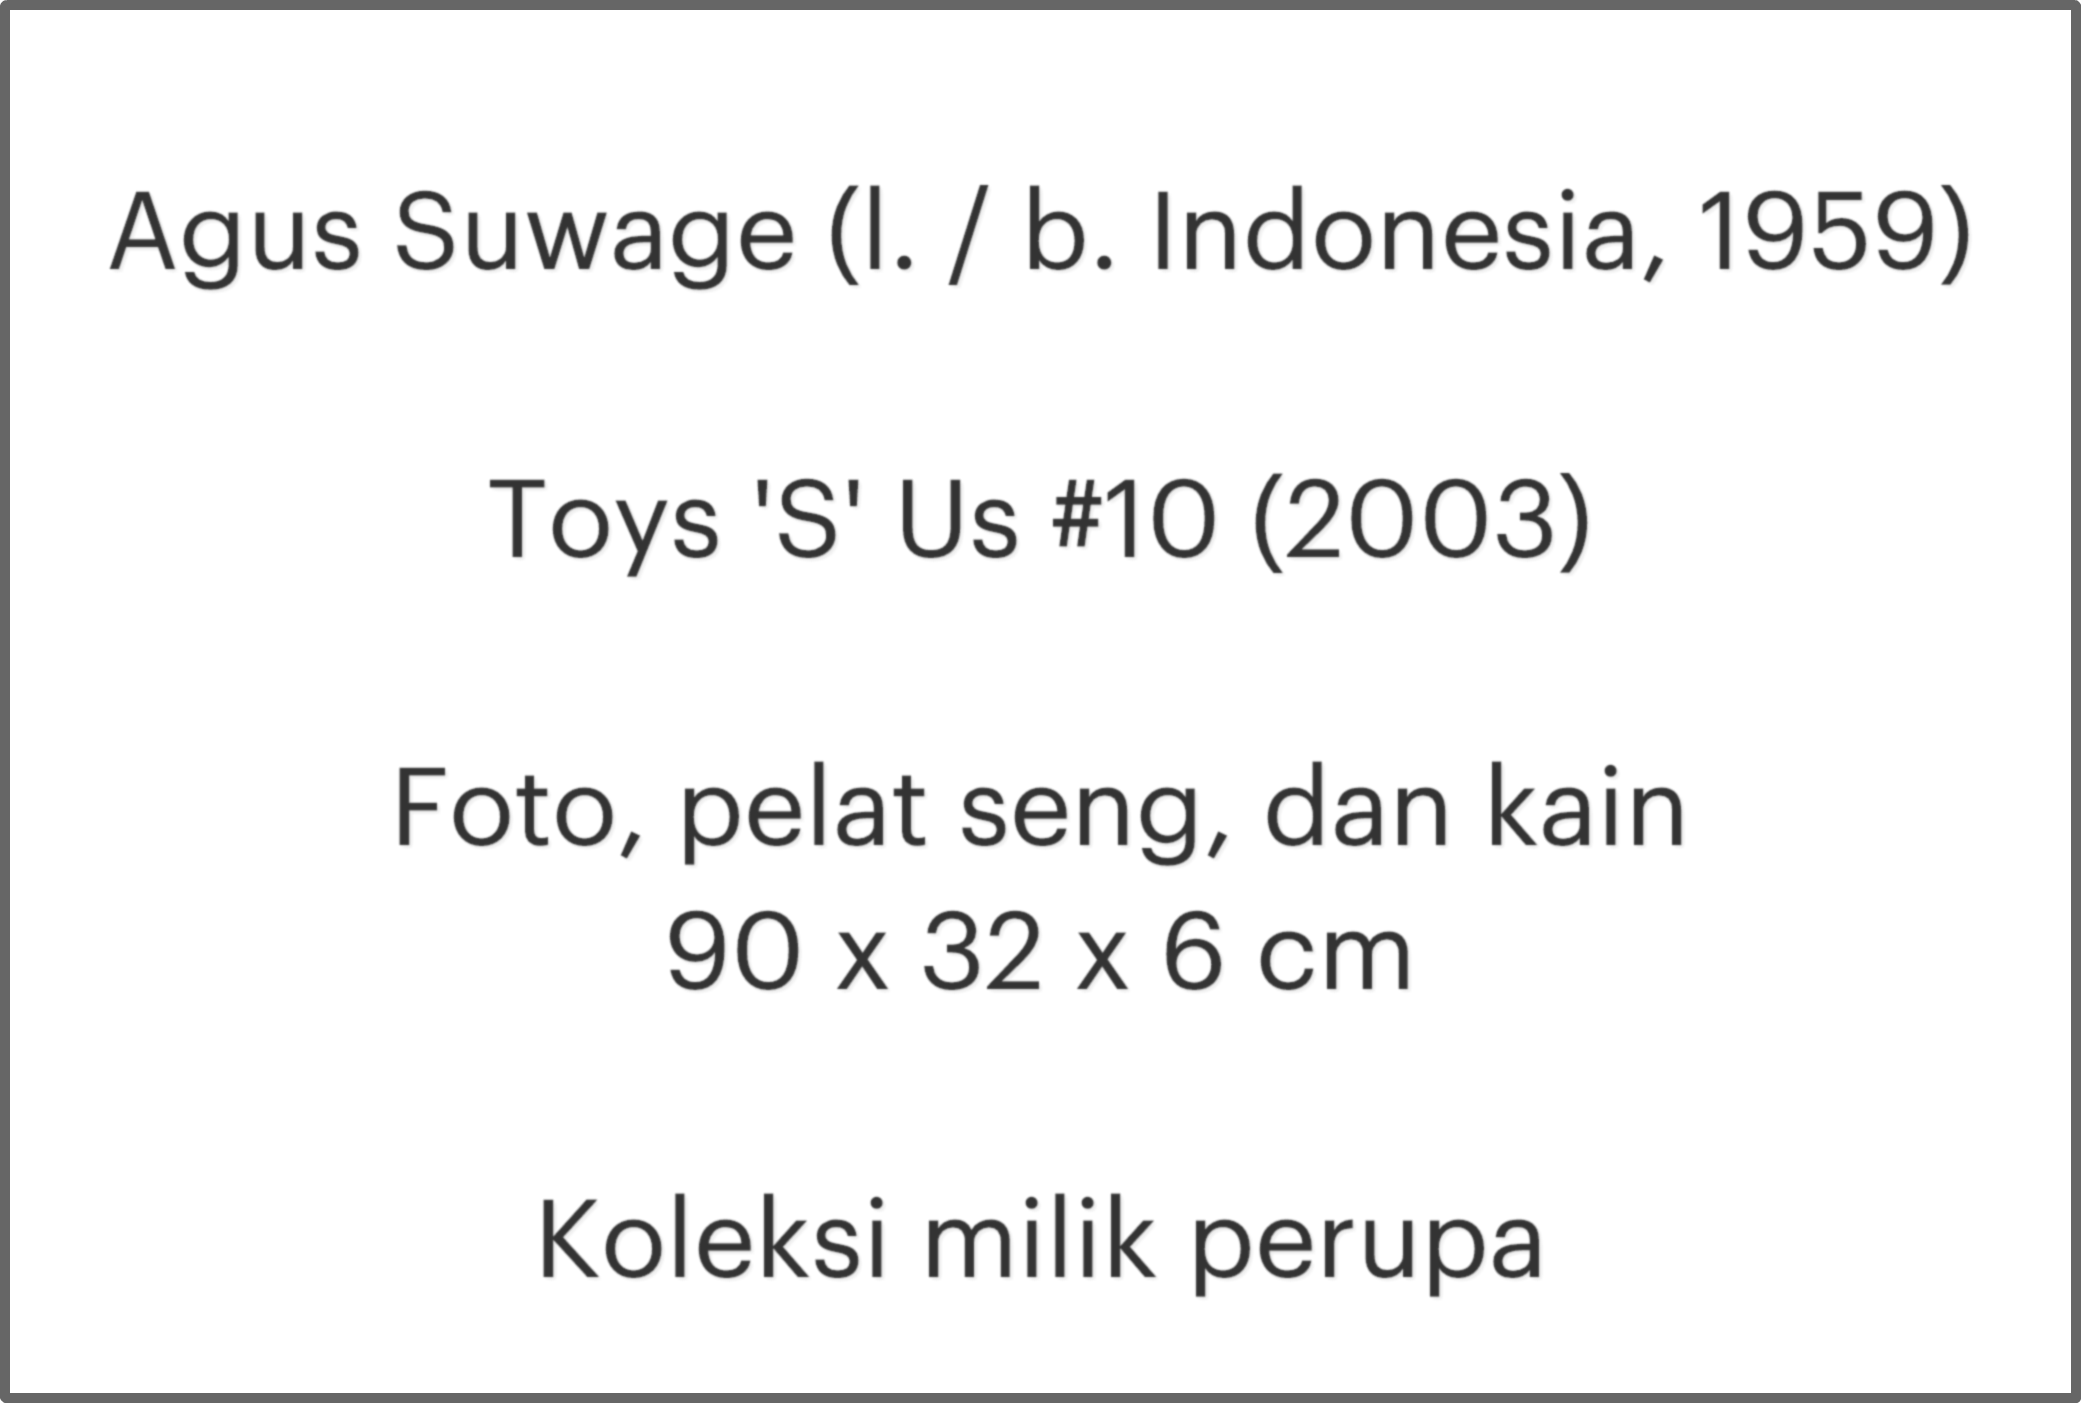 Agus Suwage (l. / b. Indonesia, 1959)
Toys 'S' Us #10 (2003)
Foto, pelat seng, dan kain
90 x 32 x 6 cm
Koleksi milik perupa